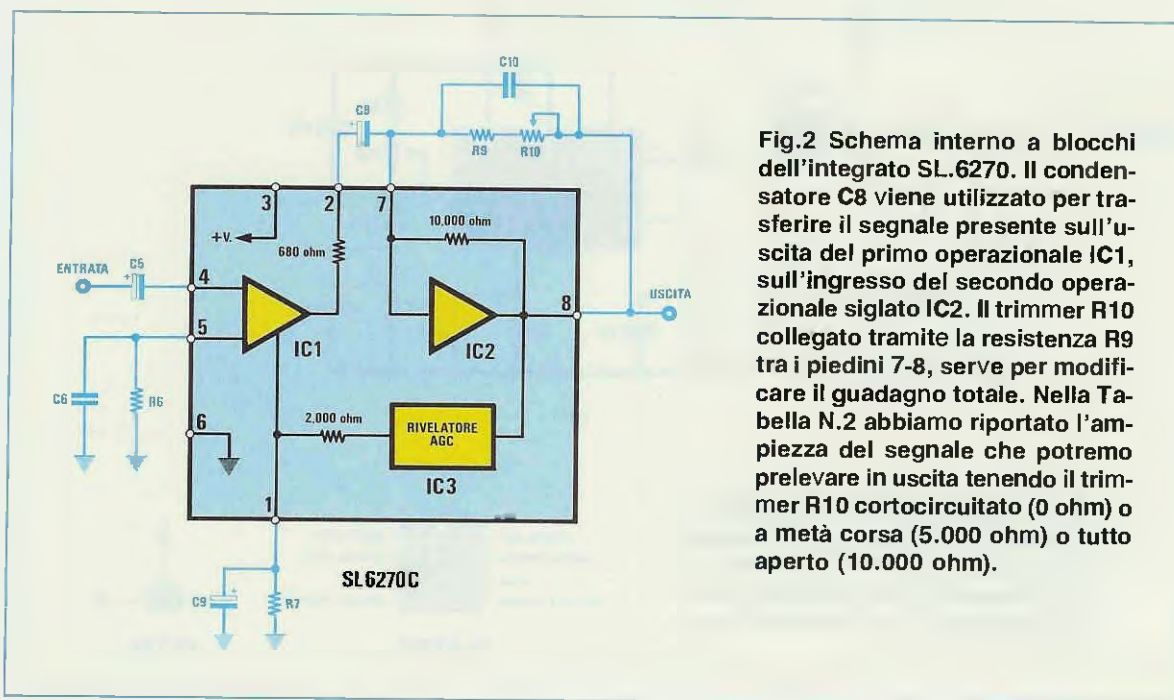 C10
C8
R9
R10
3
2
7
10.000 ohm
+V.
680 ohm
ENTRATA
C5
4
8
USCITA
5
IC1
IC2
C6
R6
2.000 ohm
RIVELATORE
AGC
6
IC3
1
SL6270C
C9
R7
Fig.2 Schema interno a blocchi
dell'integrato SL.6270. Il conden-
satore C8 viene utilizzato per tra-
sferire il segnale presente sull'u-
scita del primo operazionale IC1,
sull'ingresso del secondo opera-
zionale siglato IC2. Il trimmer R10
collegato tramite la resistenza R9
tra i piedini 7-8, serve per modifi-
care il guadagno totale. Nella Ta-
bella N.2 abbiamo riportato l'am-
piezza del segnale che potremo
prelevare in uscita tenendo il trim-
mer R10 cortocircuitato (0 ohm) o
a metà corsa (5.000 ohm) o tutto
aperto (10.000 ohm).